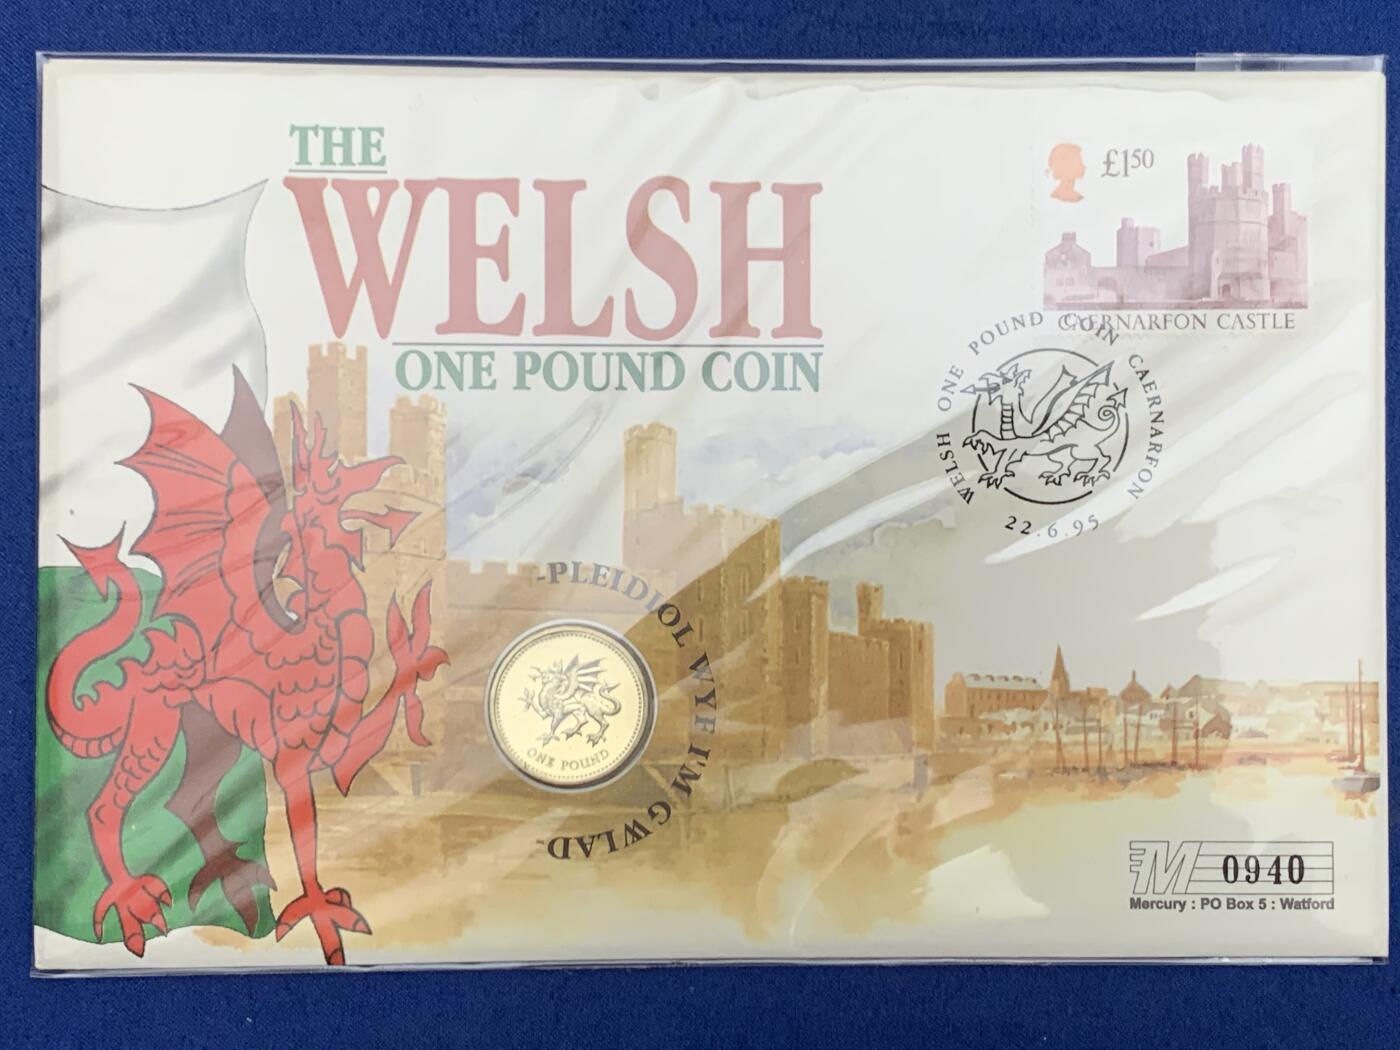 THE
WELSH
ONE POUND COIN
£1 50
CAERNARFON CASTLE
WELSH ONE POUND COIN CAERNARFON
22.6.95
-PLEIDIOL WYF I'M GWLAD-
ONE POUND
M 0940
Mercury : PO Box 5 : Watford